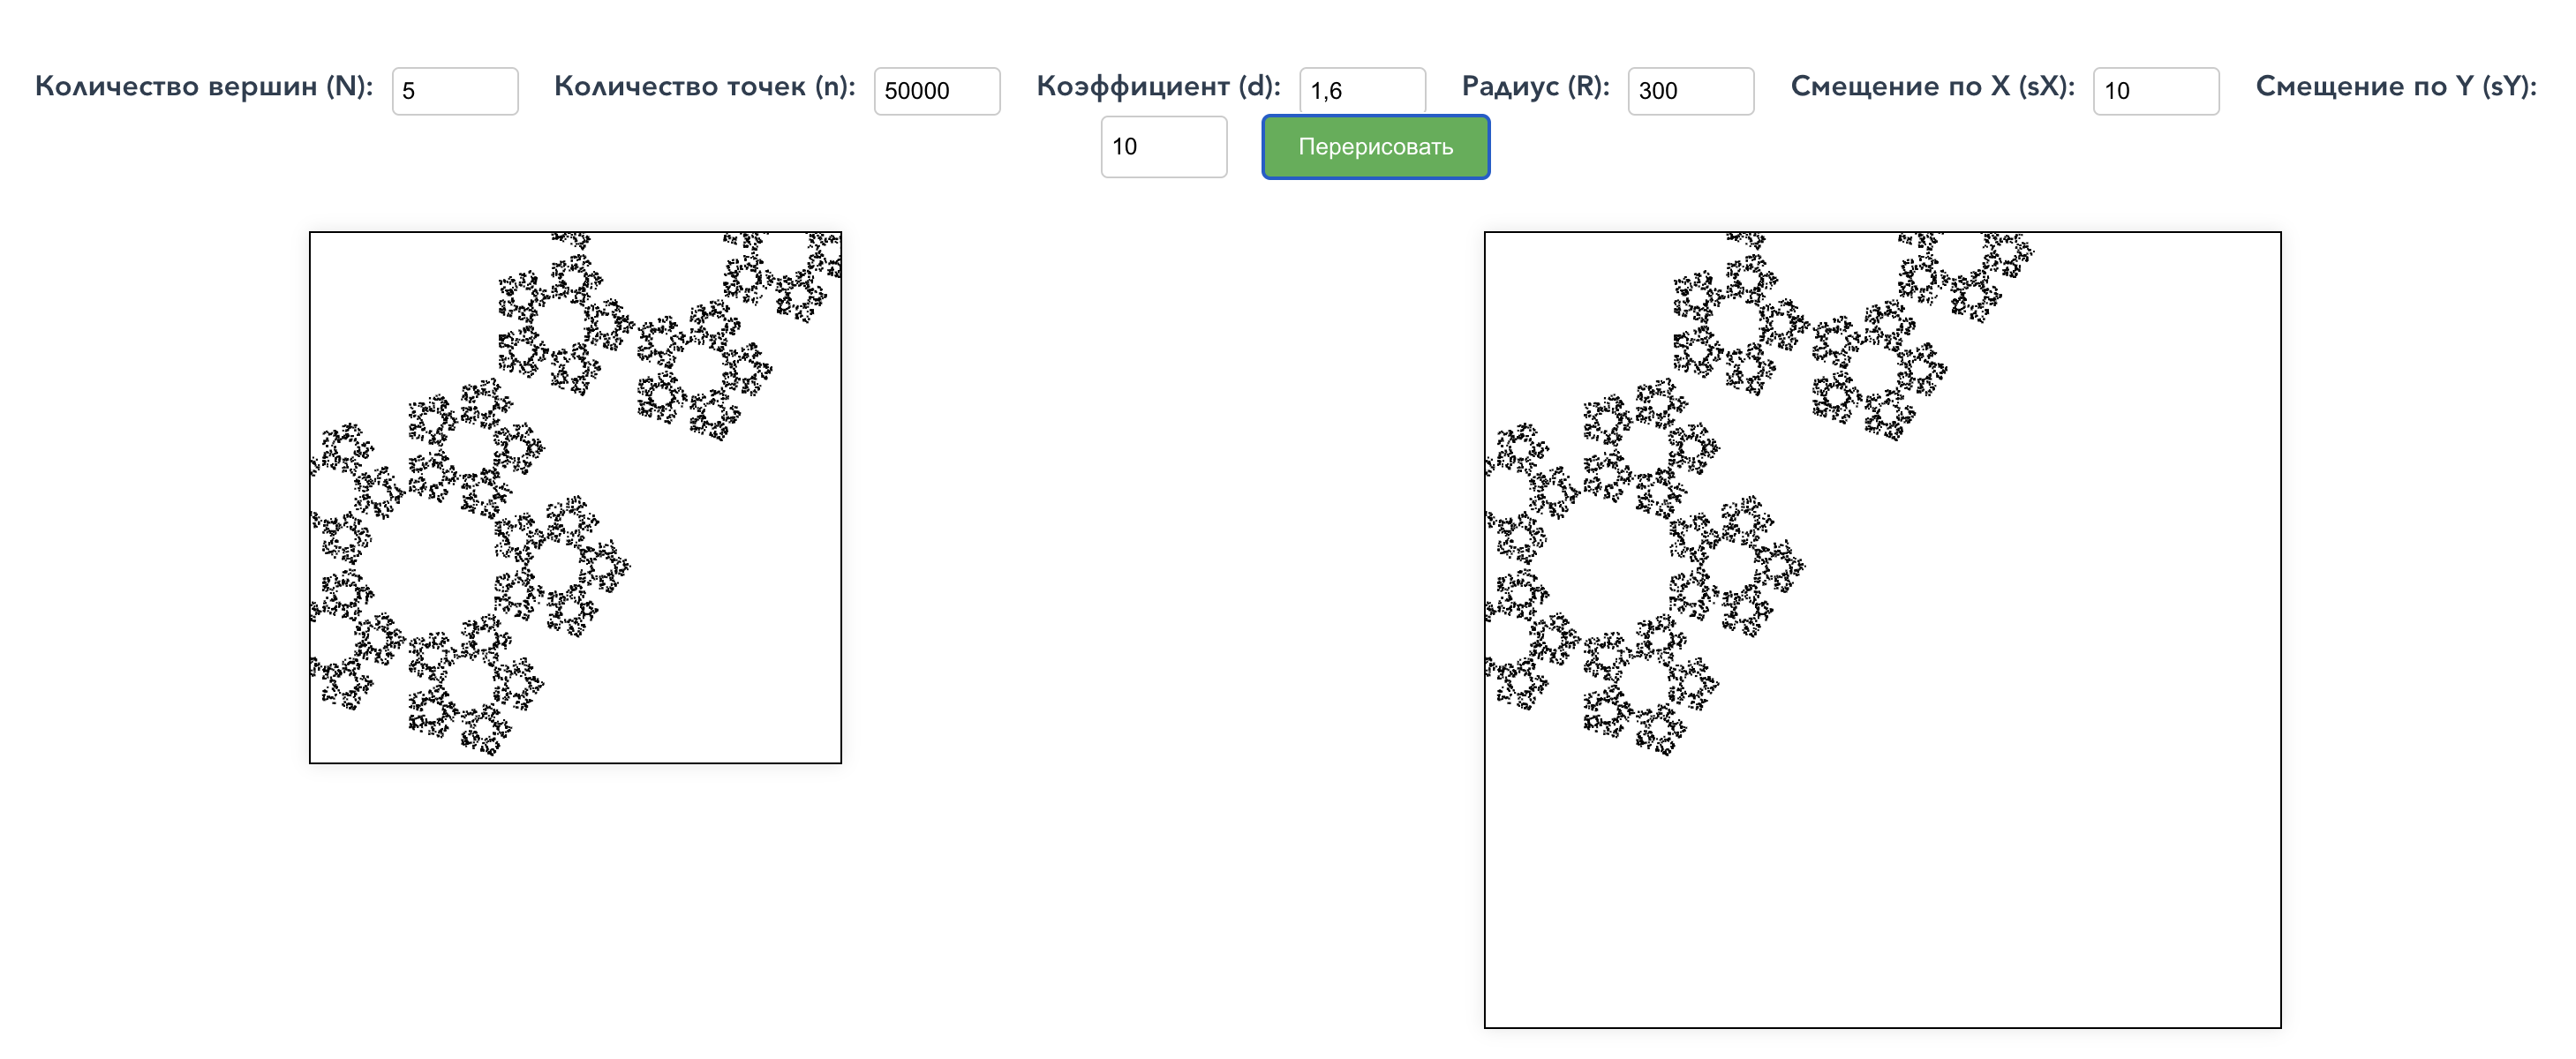 Количество вершин (N): 5 Количество точек (n): 50000 Коэффициент (d): 1,6 Радиус (R): 300 Смещение по X (sX): 10 Смещение по Y (sY):
10 Перерисовать